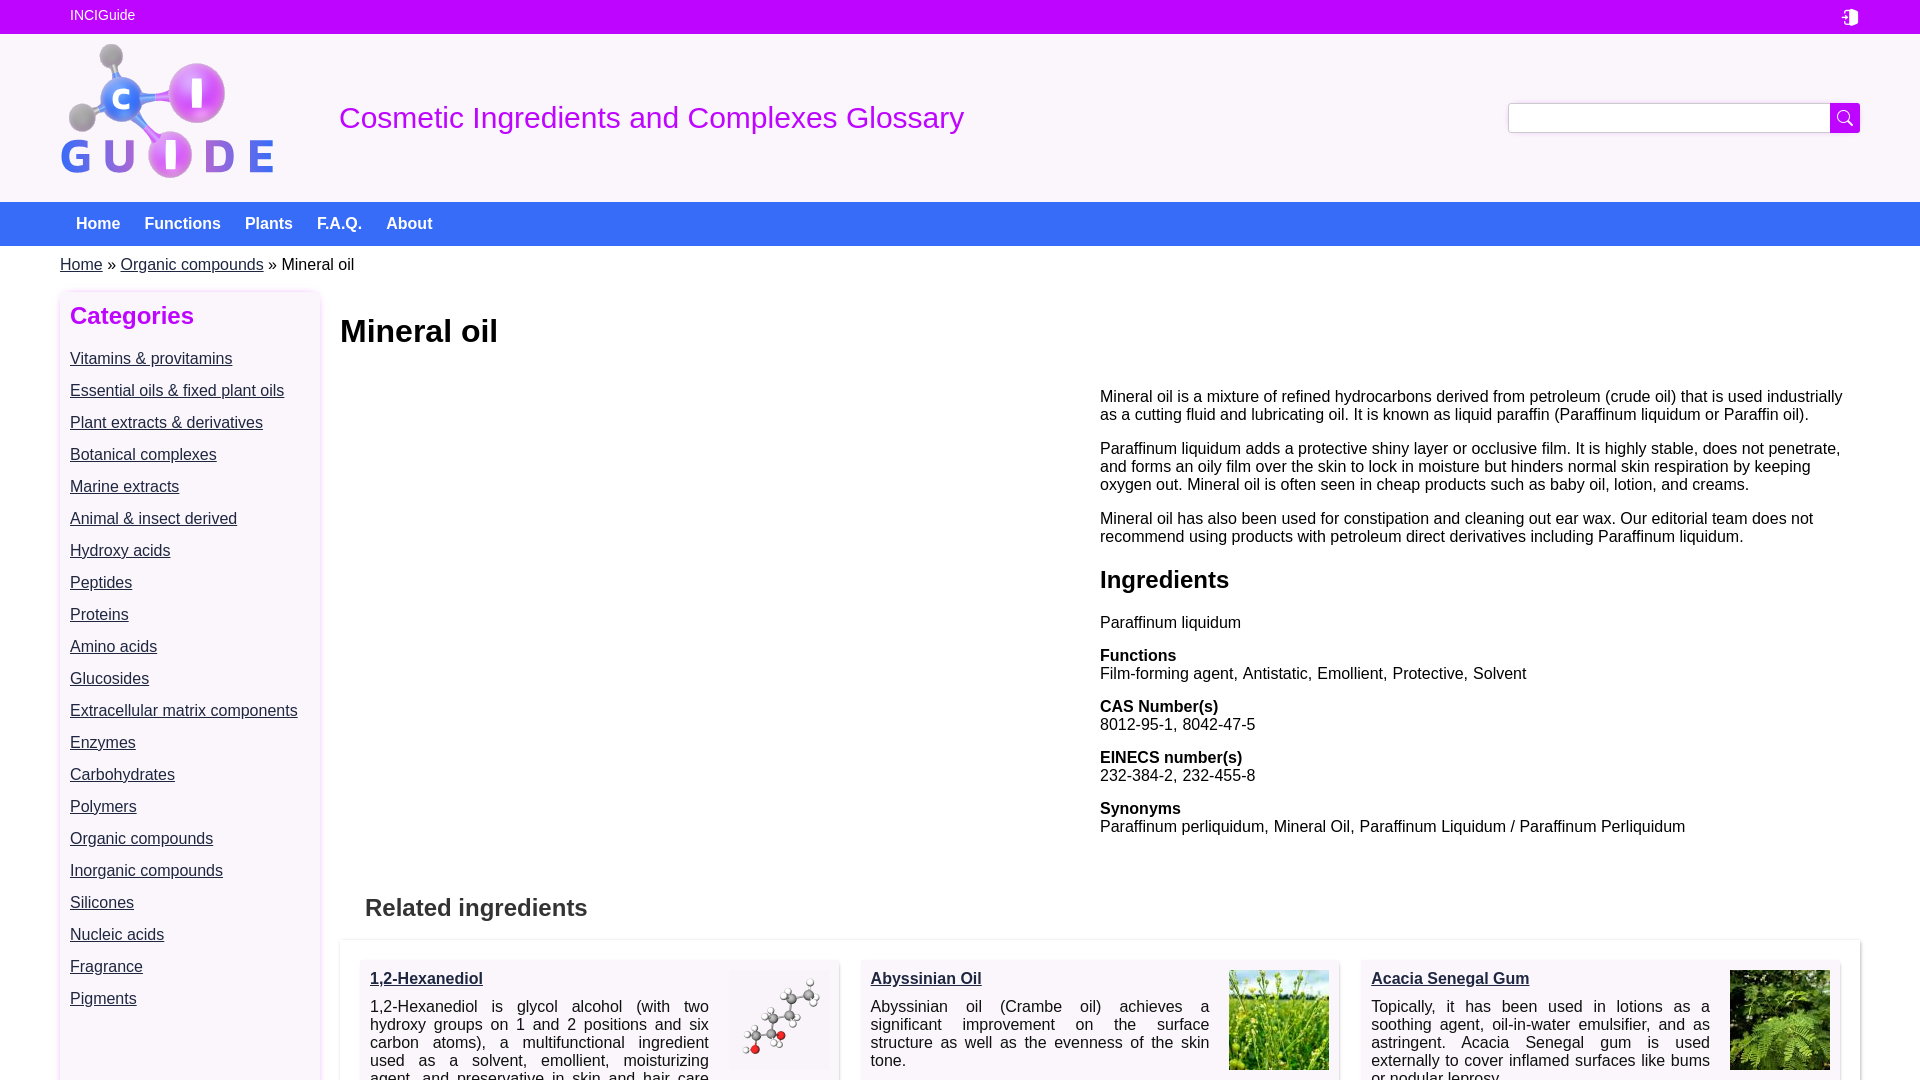 INCIGuide
C I
GUIDE
Cosmetic Ingredients and Complexes Glossary
Home Functions Plants F.A.Q. About
Home » Organic compounds » Mineral oil
Categories
Vitamins & provitamins
Essential oils & fixed plant oils
Plant extracts & derivatives
Botanical complexes
Marine extracts
Animal & insect derived
Hydroxy acids
Peptides
Proteins
Amino acids
Glucosides
Extracellular matrix components
Enzymes
Carbohydrates
Polymers
Organic compounds
Inorganic compounds
Silicones
Nucleic acids
Fragrance
Pigments
Mineral oil
Mineral oil is a mixture of refined hydrocarbons derived from petroleum (crude oil) that is used industrially
as a cutting fluid and lubricating oil. It is known as liquid paraffin (Paraffinum liquidum or Paraffin oil).
Paraffinum liquidum adds a protective shiny layer or occlusive film. It is highly stable, does not penetrate,
and forms an oily film over the skin to lock in moisture but hinders normal skin respiration by keeping
oxygen out. Mineral oil is often seen in cheap products such as baby oil, lotion, and creams.
Mineral oil has also been used for constipation and cleaning out ear wax. Our editorial team does not
recommend using products with petroleum direct derivatives including Paraffinum liquidum.
Ingredients
Paraffinum liquidum
Functions
Film-forming agent, Antistatic, Emollient, Protective, Solvent
CAS Number(s)
8012-95-1, 8042-47-5
EINECS number(s)
232-384-2, 232-455-8
Synonyms
Paraffinum perliquidum, Mineral Oil, Paraffinum Liquidum / Paraffinum Perliquidum
Related ingredients
1,2-Hexanediol
1,2-Hexanediol is glycol alcohol (with two
hydroxy groups on 1 and 2 positions and six
carbon atoms), a multifunctional ingredient
used as a solvent, emollient, moisturizing
agent, and preservative in skin and hair care
Abyssinian Oil
Abyssinian oil (Crambe oil) achieves a
significant improvement on the surface
structure as well as the evenness of the skin
tone.
Acacia Senegal Gum
Topically, it has been used in lotions as a
soothing agent, oil-in-water emulsifier, and as
astringent. Acacia Senegal gum is used
externally to cover inflamed surfaces like bums
or nodular leprosy.